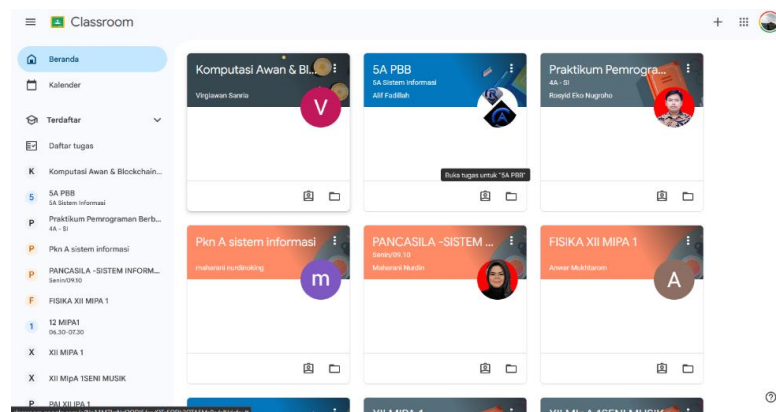 Classroom
Beranda
Kalender
Terdaftar
Daftar tugas
K
Komputasi Awan & Blockchain...
5
5A PBB
5A Sistem Informasi
P
Praktikum Pemrograman Berb...
4A - SI
P
Pkn A sistem informasi
P
PANCASILA -SISTEM INFORM...
Senin/09.10
F
FISIKA XII MIPA 1
1
12 MIPA1
06.30-07.30
X
XII MIPA 1
X
XII MIpA 1SENI MUSIK
P
PAI XII IPA 1
Komputasi Awan & Bl...
Virgiawan Sanria
V
5A PBB
5A Sistem Informasi
Alif Fadillah
Buka tugas untuk "5A PBB"
Praktikum Pemrogra...
4A - SI
Rosyid Eko Nugroho
Pkn A sistem informasi
maharani nurdinoking
m
PANCASILA -SISTEM ...
Senin/09.10
Maharani Nurdin
FISIKA XII MIPA 1
Anwar Mukhtarom
A